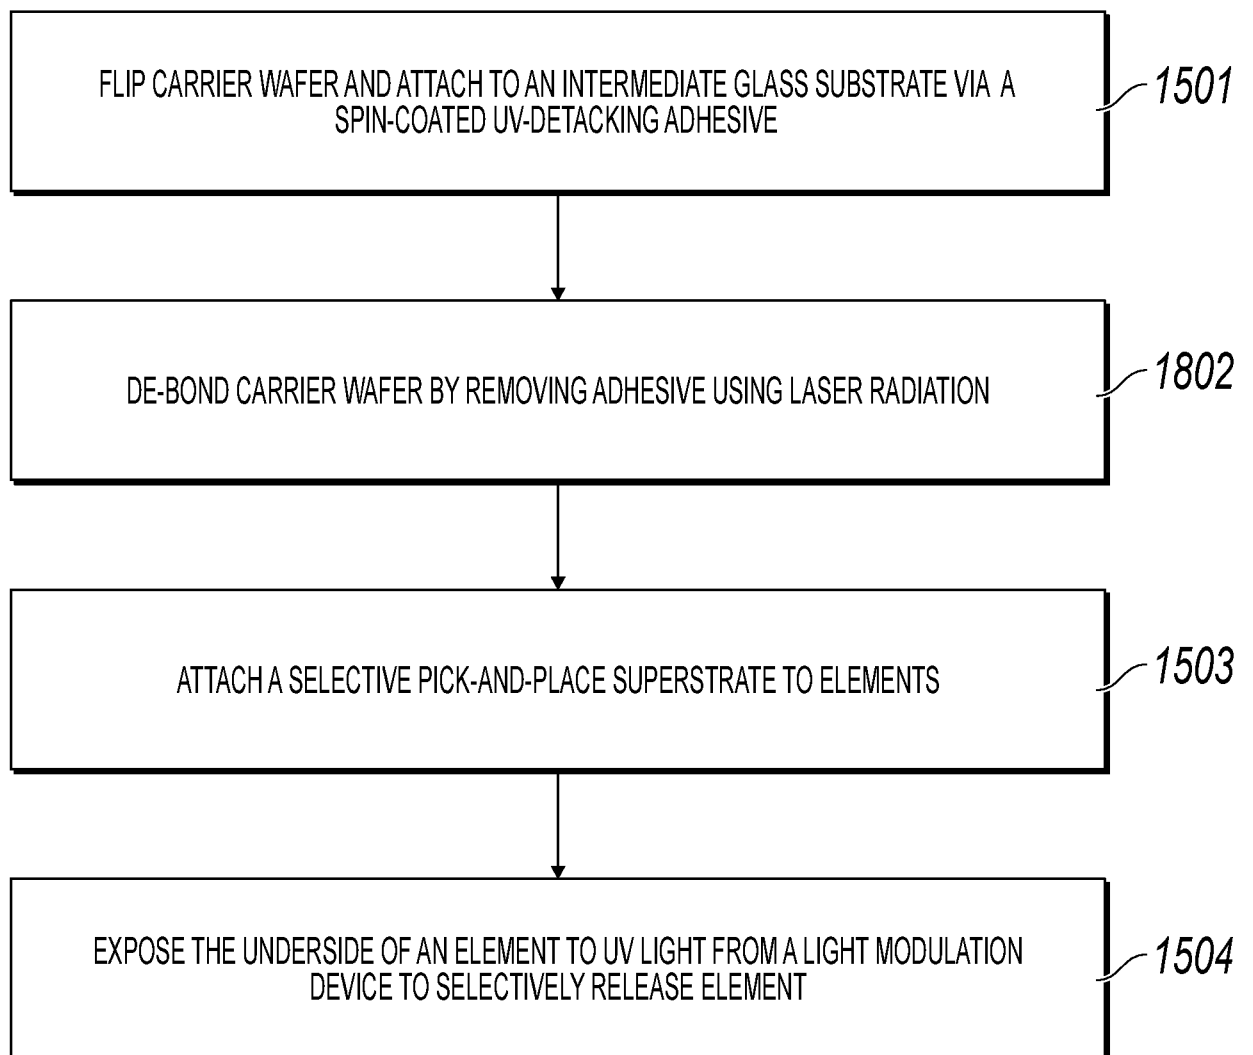 FLIP CARRIER WAFER AND ATTACH TO AN INTERMEDIATE GLASS SUBSTRATE VIA A
SPIN-COATED UV-DETACKING ADHESIVE
1501
DE-BOND CARRIER WAFER BY REMOVING ADHESIVE USING LASER RADIATION
1802
ATTACH A SELECTIVE PICK-AND-PLACE SUPERSTRATE TO ELEMENTS
1503
EXPOSE THE UNDERSIDE OF AN ELEMENT TO UV LIGHT FROM A LIGHT MODULATION
DEVICE TO SELECTIVELY RELEASE ELEMENT
1504